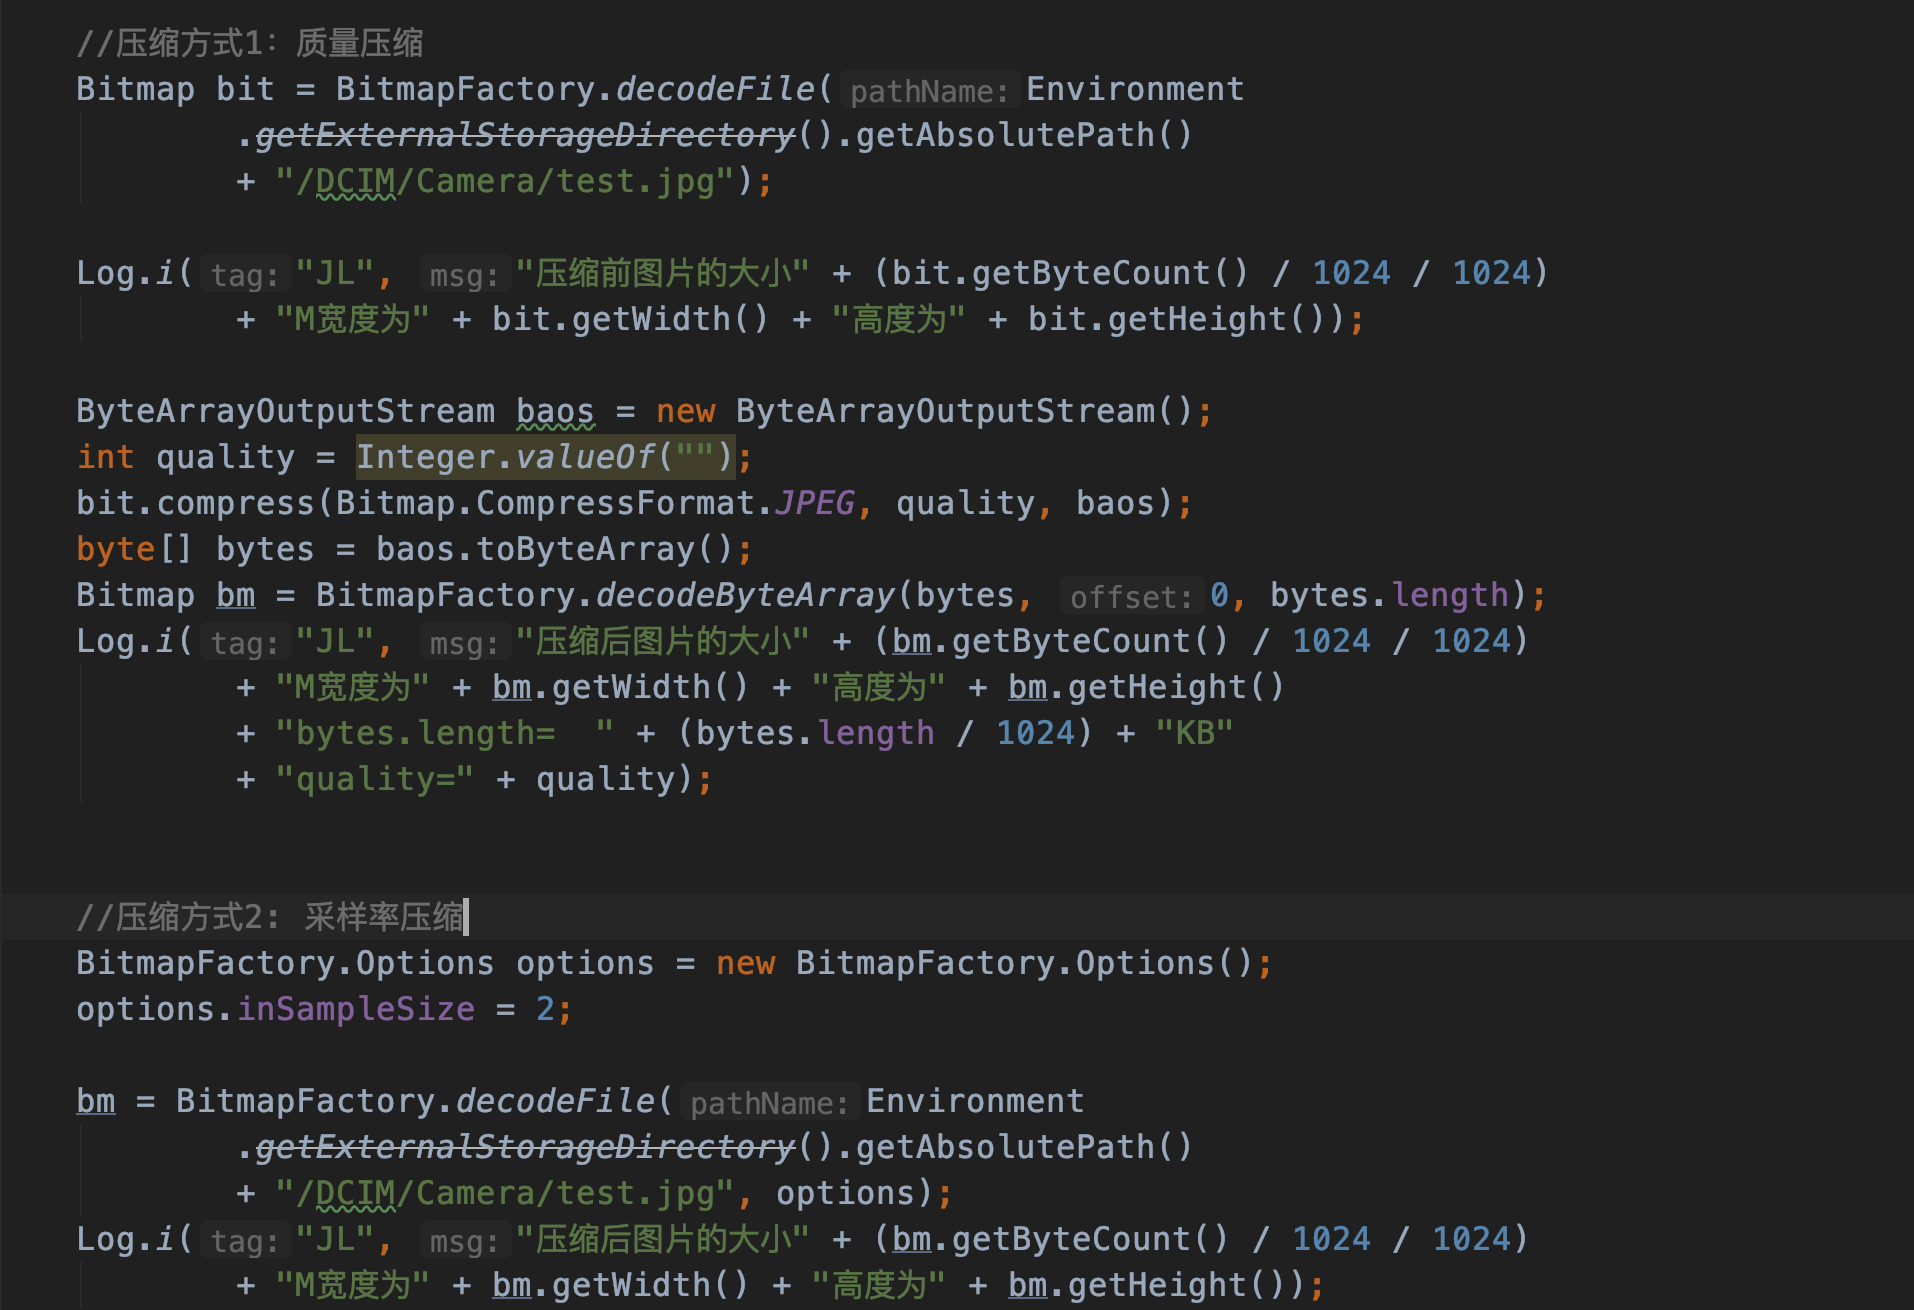 //压缩方式1：质量压缩
Bitmap bit = BitmapFactory.decodeFile( pathName: Environment
.getExternalStorageDirectory().getAbsolutePath()
+ "/DCIM/Camera/test.jpg");
Log.i( tag: "JL", msg: "压缩前图片的大小" + (bit.getByteCount() / 1024 / 1024)
+ "M宽度为" + bit.getWidth() + "高度为" + bit.getHeight());
ByteArrayOutputStream baos = new ByteArrayOutputStream();
int quality = Integer.valueOf("");
bit.compress(Bitmap.CompressFormat.JPEG, quality, baos);
byte[] bytes = baos.toByteArray();
Bitmap bm = BitmapFactory.decodeByteArray(bytes, offset: 0, bytes.length);
Log.i( tag: "JL", msg: "压缩后图片的大小" + (bm.getByteCount() / 1024 / 1024)
+ "M宽度为" + bm.getWidth() + "高度为" + bm.getHeight()
+ "bytes.length=  " + (bytes.length / 1024) + "KB"
+ "quality=" + quality);
//压缩方式2: 采样率压缩
BitmapFactory.Options options = new BitmapFactory.Options();
options.inSampleSize = 2;
bm = BitmapFactory.decodeFile( pathName: Environment
.getExternalStorageDirectory().getAbsolutePath()
+ "/DCIM/Camera/test.jpg", options);
Log.i( tag: "JL", msg: "压缩后图片的大小" + (bm.getByteCount() / 1024 / 1024)
+ "M宽度为" + bm.getWidth() + "高度为" + bm.getHeight());